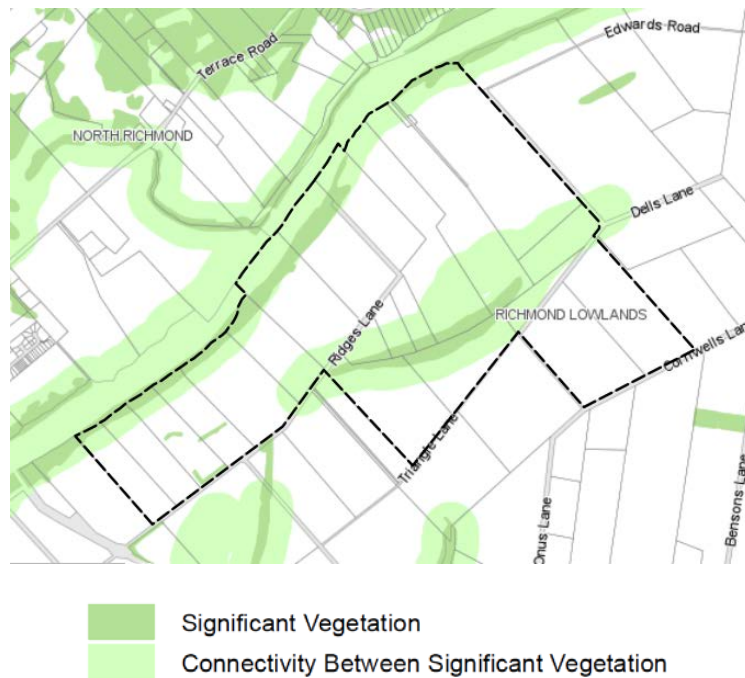 Edwards Road
Terrace Road
NORTH RICHMOND
Dells Lane
RICHMOND LOWLANDS
Ridges Lane
Cornwells Lan
Triangle Lane
Onus Lane
Bensons Lane
Significant Vegetation
Connectivity Between Significant Vegetation